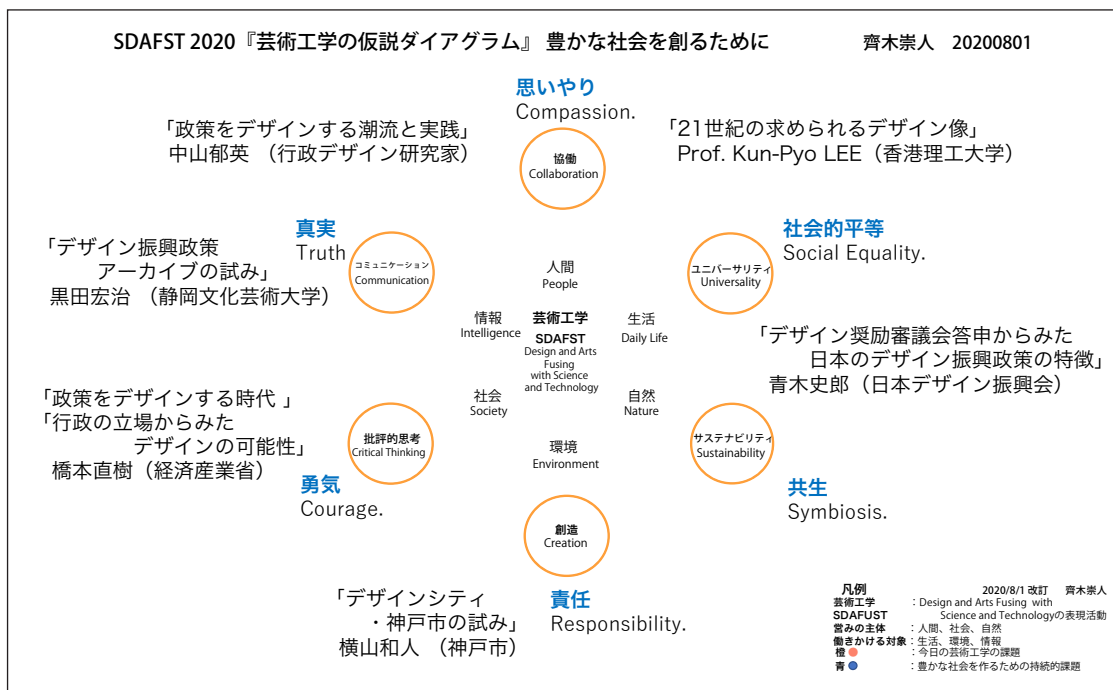 SDAFST 2020『芸術工学の仮説ダイアグラム』 豊かな社会を創るために 齊木崇人 20200801
思いやり
Compassion.
「政策をデザインする潮流と実践」
中山郁英 （行政デザイン研究家）
協働
Collaboration
「21世紀の求められるデザイン像」
Prof. Kun-Pyo LEE（香港理工大学）
真実
Truth
「デザイン振興政策
アーカイブの試み」
黒田宏治 （静岡文化芸術大学）
コミュニケーション
Communication
人間
People
ユニバーサリティ
Universality
社会的平等
Social Equality.
情報
Intelligence
芸術工学
SDAFST
Design and Arts
Fusing
with Science
and Technology
生活
Daily Life
「デザイン奨励審議会答申からみた
日本のデザイン振興政策の特徴」
青木史郎（日本デザイン振興会）
社会
Society
自然
Nature
「政策をデザインする時代 」
「行政の立場からみた
デザインの可能性」
橋本直樹（経済産業省）
批評的思考
Critical Thinking
環境
Environment
サステナビリティ
Sustainability
勇気
Courage.
共生
Symbiosis.
創造
Creation
「デザインシティ
・神戸市の試み」
横山和人 （神戸市）
責任
Responsibility.
凡例 2020/8/1 改訂 齊木崇人
芸術工学 ：Design and Arts Fusing with
SDAFUST Science and Technologyの表現活動
営みの主体 ：人間、社会、自然
働きかける対象：生活、環境、情報
橙 ：今日の芸術工学の課題
青 ：豊かな社会を作るための持続的課題